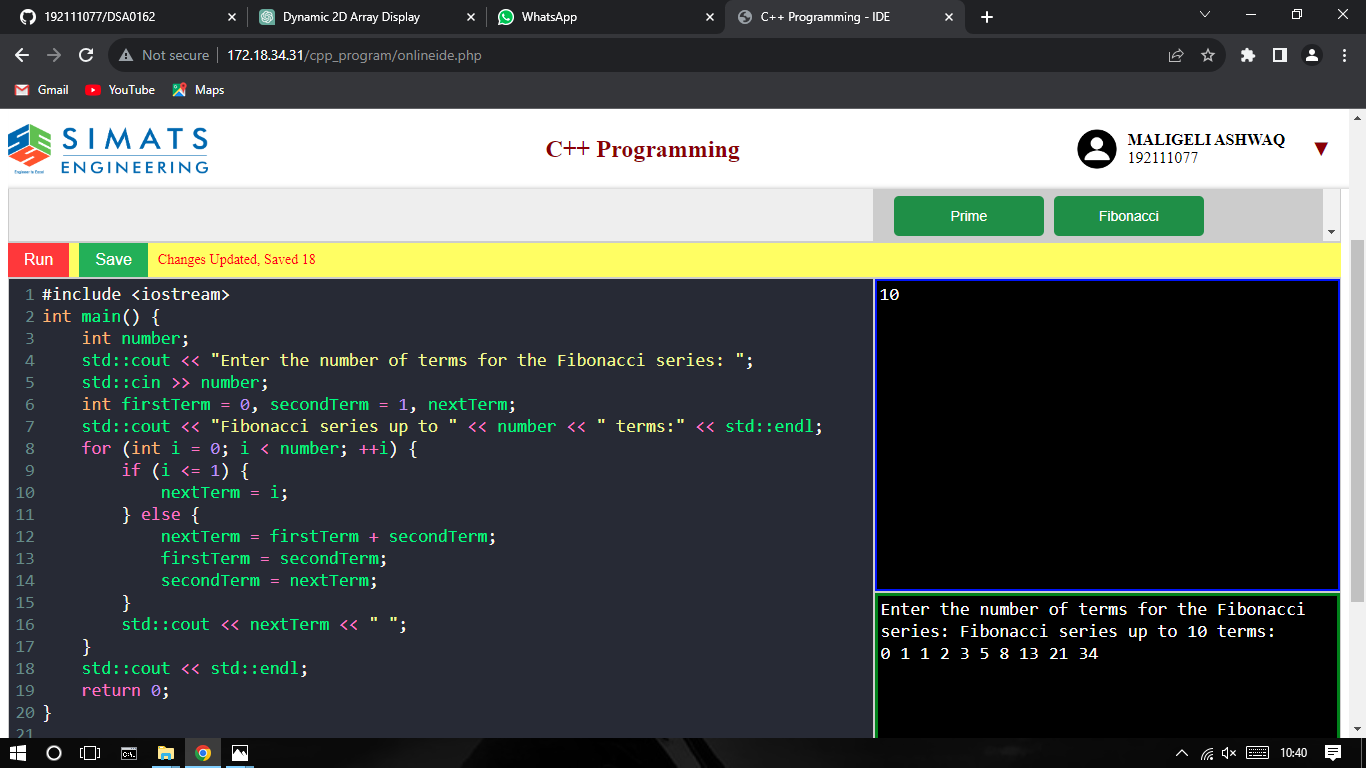 192111077/DSA0162
Dynamic 2D Array Display
WhatsApp
C++ Programming - IDE
Not secure
172.18.34.31/cpp_program/onlineide.php
Gmail
YouTube
Maps
SIMATS
ENGINEERING
Engineer to Excel
C++ Programming
MALIGELI ASHWAQ
192111077
Prime
Fibonacci
Run
Save
Changes Updated, Saved 18
1 #include <iostream>
2 int main() {
3     int number;
4     std::cout << "Enter the number of terms for the Fibonacci series: ";
5     std::cin >> number;
6     int firstTerm = 0, secondTerm = 1, nextTerm;
7     std::cout << "Fibonacci series up to " << number << " terms:" << std::endl;
8     for (int i = 0; i < number; ++i) {
9         if (i <= 1) {
10             nextTerm = i;
11         } else {
12             nextTerm = firstTerm + secondTerm;
13             firstTerm = secondTerm;
14             secondTerm = nextTerm;
15         }
16         std::cout << nextTerm << " ";
17     }
18     std::cout << std::endl;
19     return 0;
20 }
21
10
Enter the number of terms for the Fibonacci
series: Fibonacci series up to 10 terms:
0 1 1 2 3 5 8 13 21 34
10:40